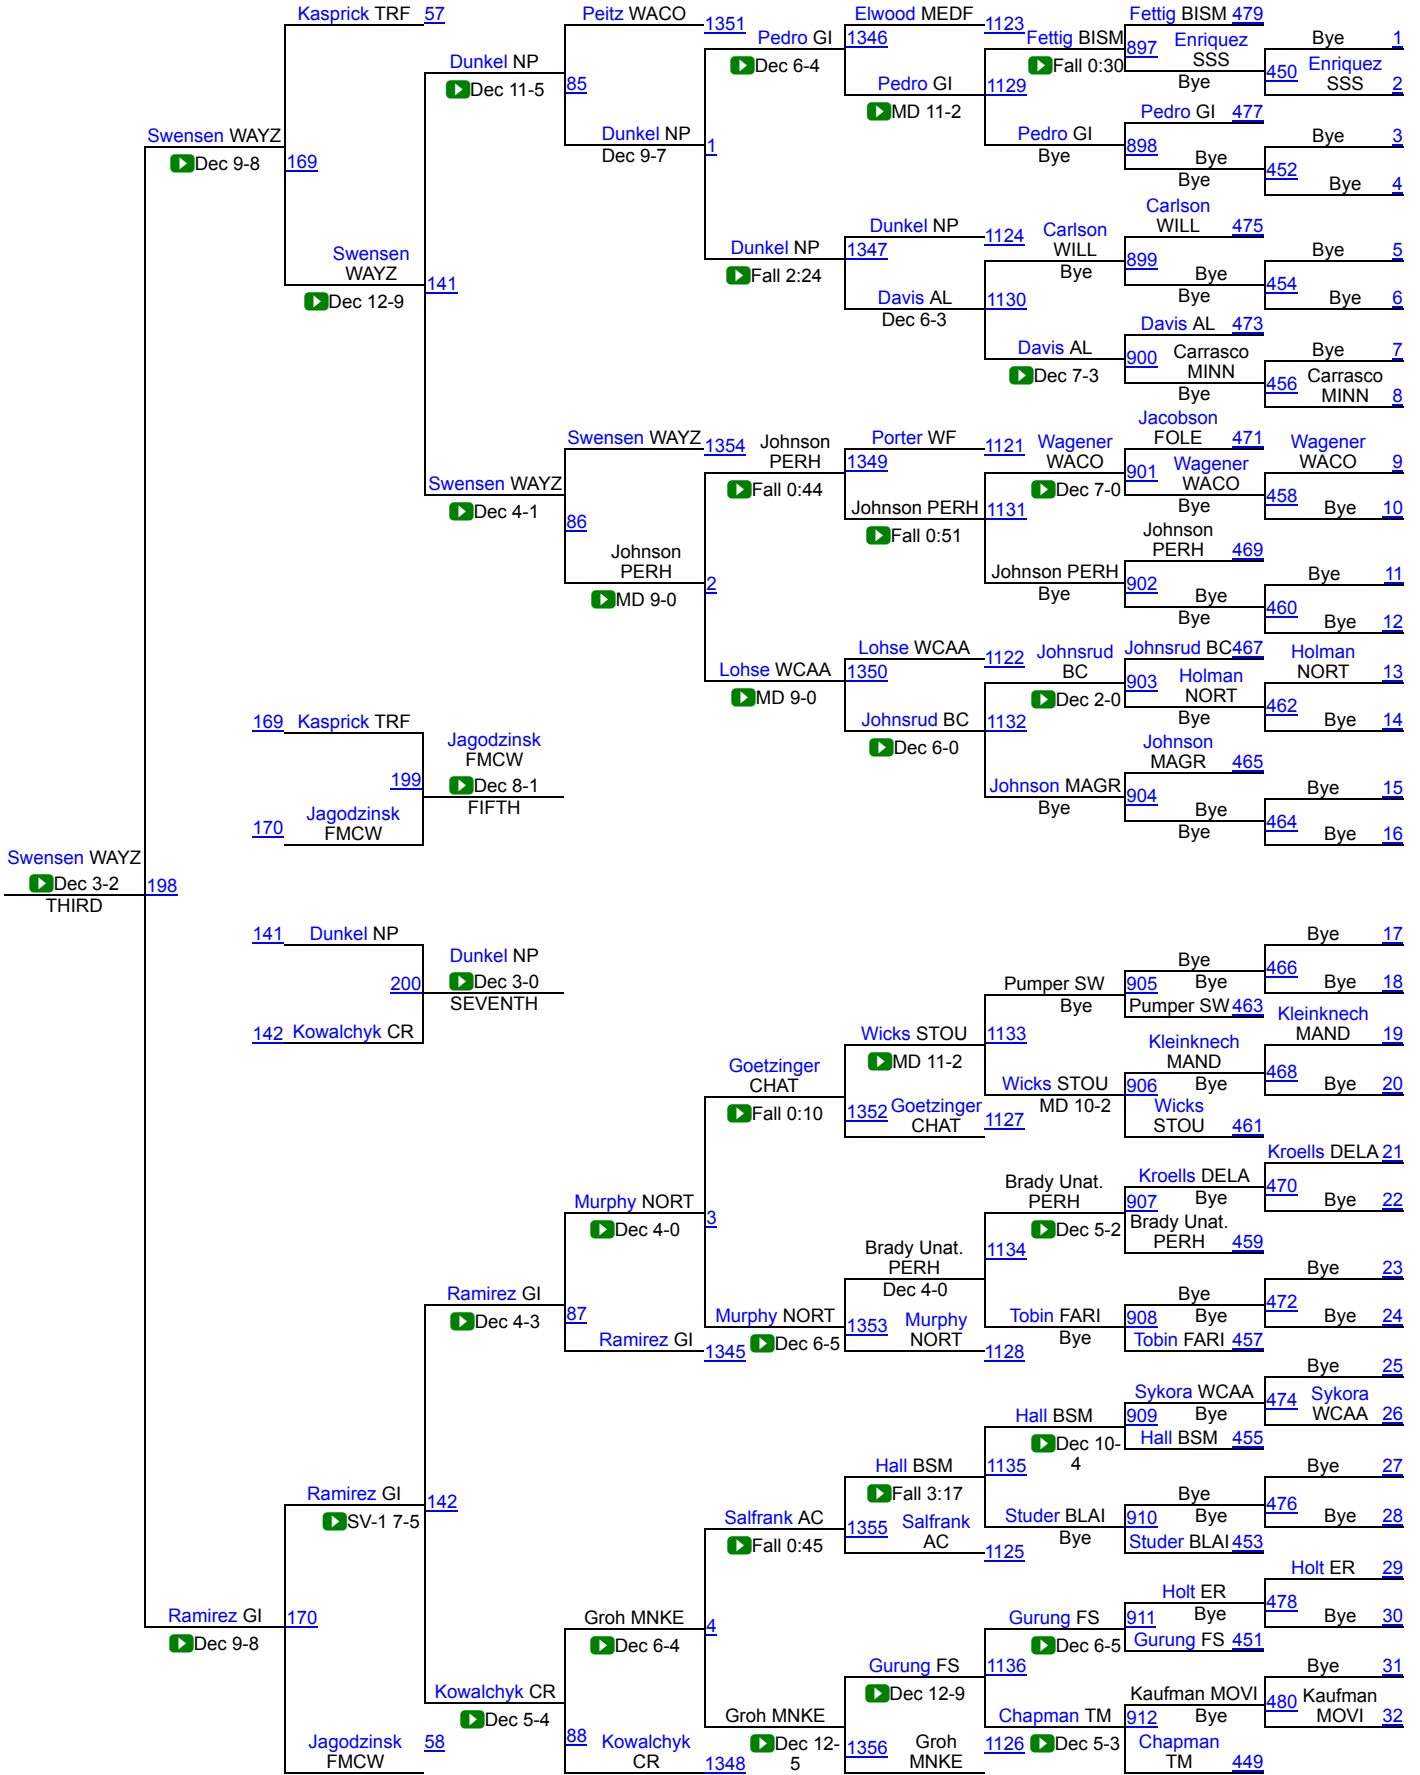 Kasprick TRF 57
Peitz WACO
1351
Elwood MEDF
1123
Fettig BISM 479
Pedro GI
1346
Fettig BISM
897
Enriquez
SSS
Bye 1
Dunkel NP
Dec 6-4
Fall 0:30
Bye
450
Enriquez
SSS 2
Dec 11-5
85
Pedro GI
1129
MD 11-2
Pedro GI 477
Swensen WAYZ
Dunkel NP
Pedro GI
898
Bye 3
Dec 9-8
169
Dec 9-7
1
Bye
Bye
452
Bye
Bye 4
Carlson
WILL 475
Swensen
WAYZ
Dunkel NP
Dunkel NP
1124
Carlson
WILL
Bye 5
Fall 2:24
1347
Bye
899
Bye
454
Dec 12-9
141
Davis AL
1130
Bye
Bye 6
Dec 6-3
Davis AL 473
Davis AL
900
Carrasco
MINN
Bye 7
Dec 7-3
Bye
456
Carrasco
MINN 8
Jacobson
FOLE 471
Swensen WAYZ
1354
Johnson
PERH
Porter WF
1121
Wagener
WACO
901
Wagener
WACO
Wagener
WACO 9
Swensen WAYZ
Fall 0:44
1349
Dec 7-0
Bye
458
Dec 4-1
86
Johnson PERH
1131
Bye 10
Fall 0:51
Johnson
PERH
Johnson
PERH 469
MD 9-0
2
Johnson PERH
902
Bye
Bye 11
Bye
Bye
460
Bye 12
Lohse WCAA
Lohse WCAA
1122
Johnsrud
BC
Johnsrud BC 467
Holman
NORT 13
MD 9-0
1350
Dec 2-0
903
Holman
NORT
462
Johnsrud BC
1132
Bye
Bye 14
Dec 6-0
Johnson
MAGR 465
169 Kasprick TRF
Jagodzinsk
FMCW
Johnson MAGR
904
Bye
Bye 15
199
Dec 8-1
Bye
Bye
464
170 Jagodzinsk
FMCW
FIFTH
Bye 16
Swensen WAYZ
Dec 3-2
198
THIRD
141 Dunkel NP
Dunkel NP
Bye 17
200
Dec 3-0
Bye
466
SEVENTH
Pumper SW
905
Bye
Bye 18
142 Kowalchyk CR
Bye
Pumper SW 463
Wicks STOU
1133
Kleinknech
MAND
Kleinknech
MAND 19
Goetzinger
CHAT
MD 11-2
468
Fall 0:10
1352
Goetzinger
CHAT 1127
Wicks STOU
906
Bye
Bye 20
MD 10-2
Wicks
STOU 461
Kroells DELA 21
Murphy NORT
Brady Unat.
PERH
Kroells DELA
470
Dec 4-0
3
Dec 5-2
907
Bye
Bye 22
Brady Unat.
PERH
1134
Brady Unat.
PERH 459
Dec 4-0
Bye 23
Ramirez GI
Bye
472
Dec 4-3
87
Murphy NORT
1353
Murphy
NORT 1128
Tobin FARI
908
Bye
Bye 24
Ramirez GI
1345
Dec 6-5
Bye
Tobin FARI 457
Bye 25
Sykora WCAA
474
Sykora
WCAA 26
Hall BSM
909
Bye
Dec 10-
4
Hall BSM 455
Hall BSM
1135
Bye 27
Ramirez GI
142
Fall 3:17
Bye
476
SV-1 7-5
Salfrank AC
1355
Salfrank
AC 1125
Studer BLAI
910
Bye
Bye 28
Fall 0:45
Bye
Studer BLAI 453
Holt ER 29
Holt ER
478
Ramirez GI
170
Groh MNKE
4
Gurung FS
911
Bye
Bye 30
Dec 9-8
Dec 6-4
Dec 6-5
Gurung FS 451
Gurung FS
1136
Bye 31
Kowalchyk CR
Dec 12-9
Kaufman MOVI
480
Kaufman
MOVI 32
Dec 5-4
Groh MNKE
Chapman TM
912
Bye
Jagodzinsk
FMCW 58
88
Kowalchyk
CR 1348
Dec 12-
5
1356
Groh
MNKE
1126
Dec 5-3
Chapman
TM 449